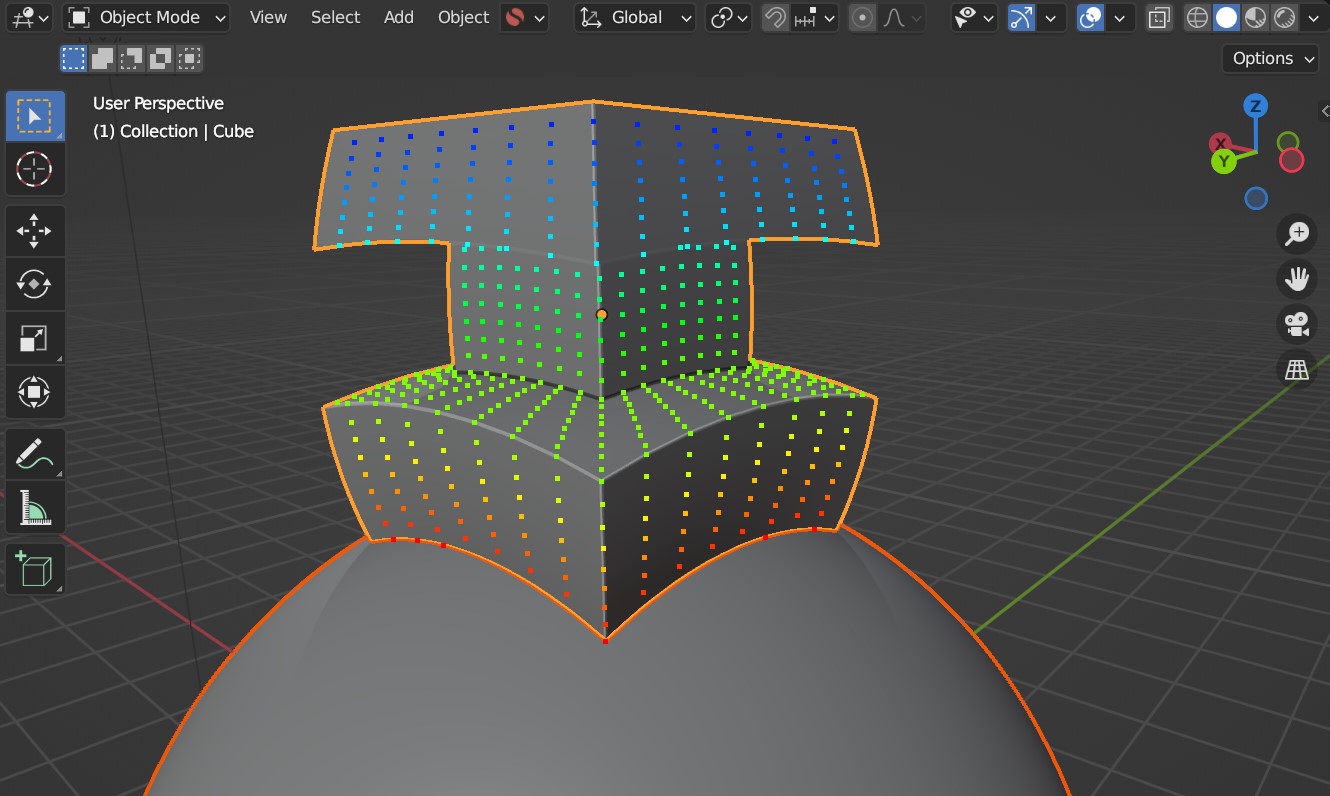 Object Mode View Select Add Object Global
Options
User Perspective
(1) Collection | Cube
Z
X
Y